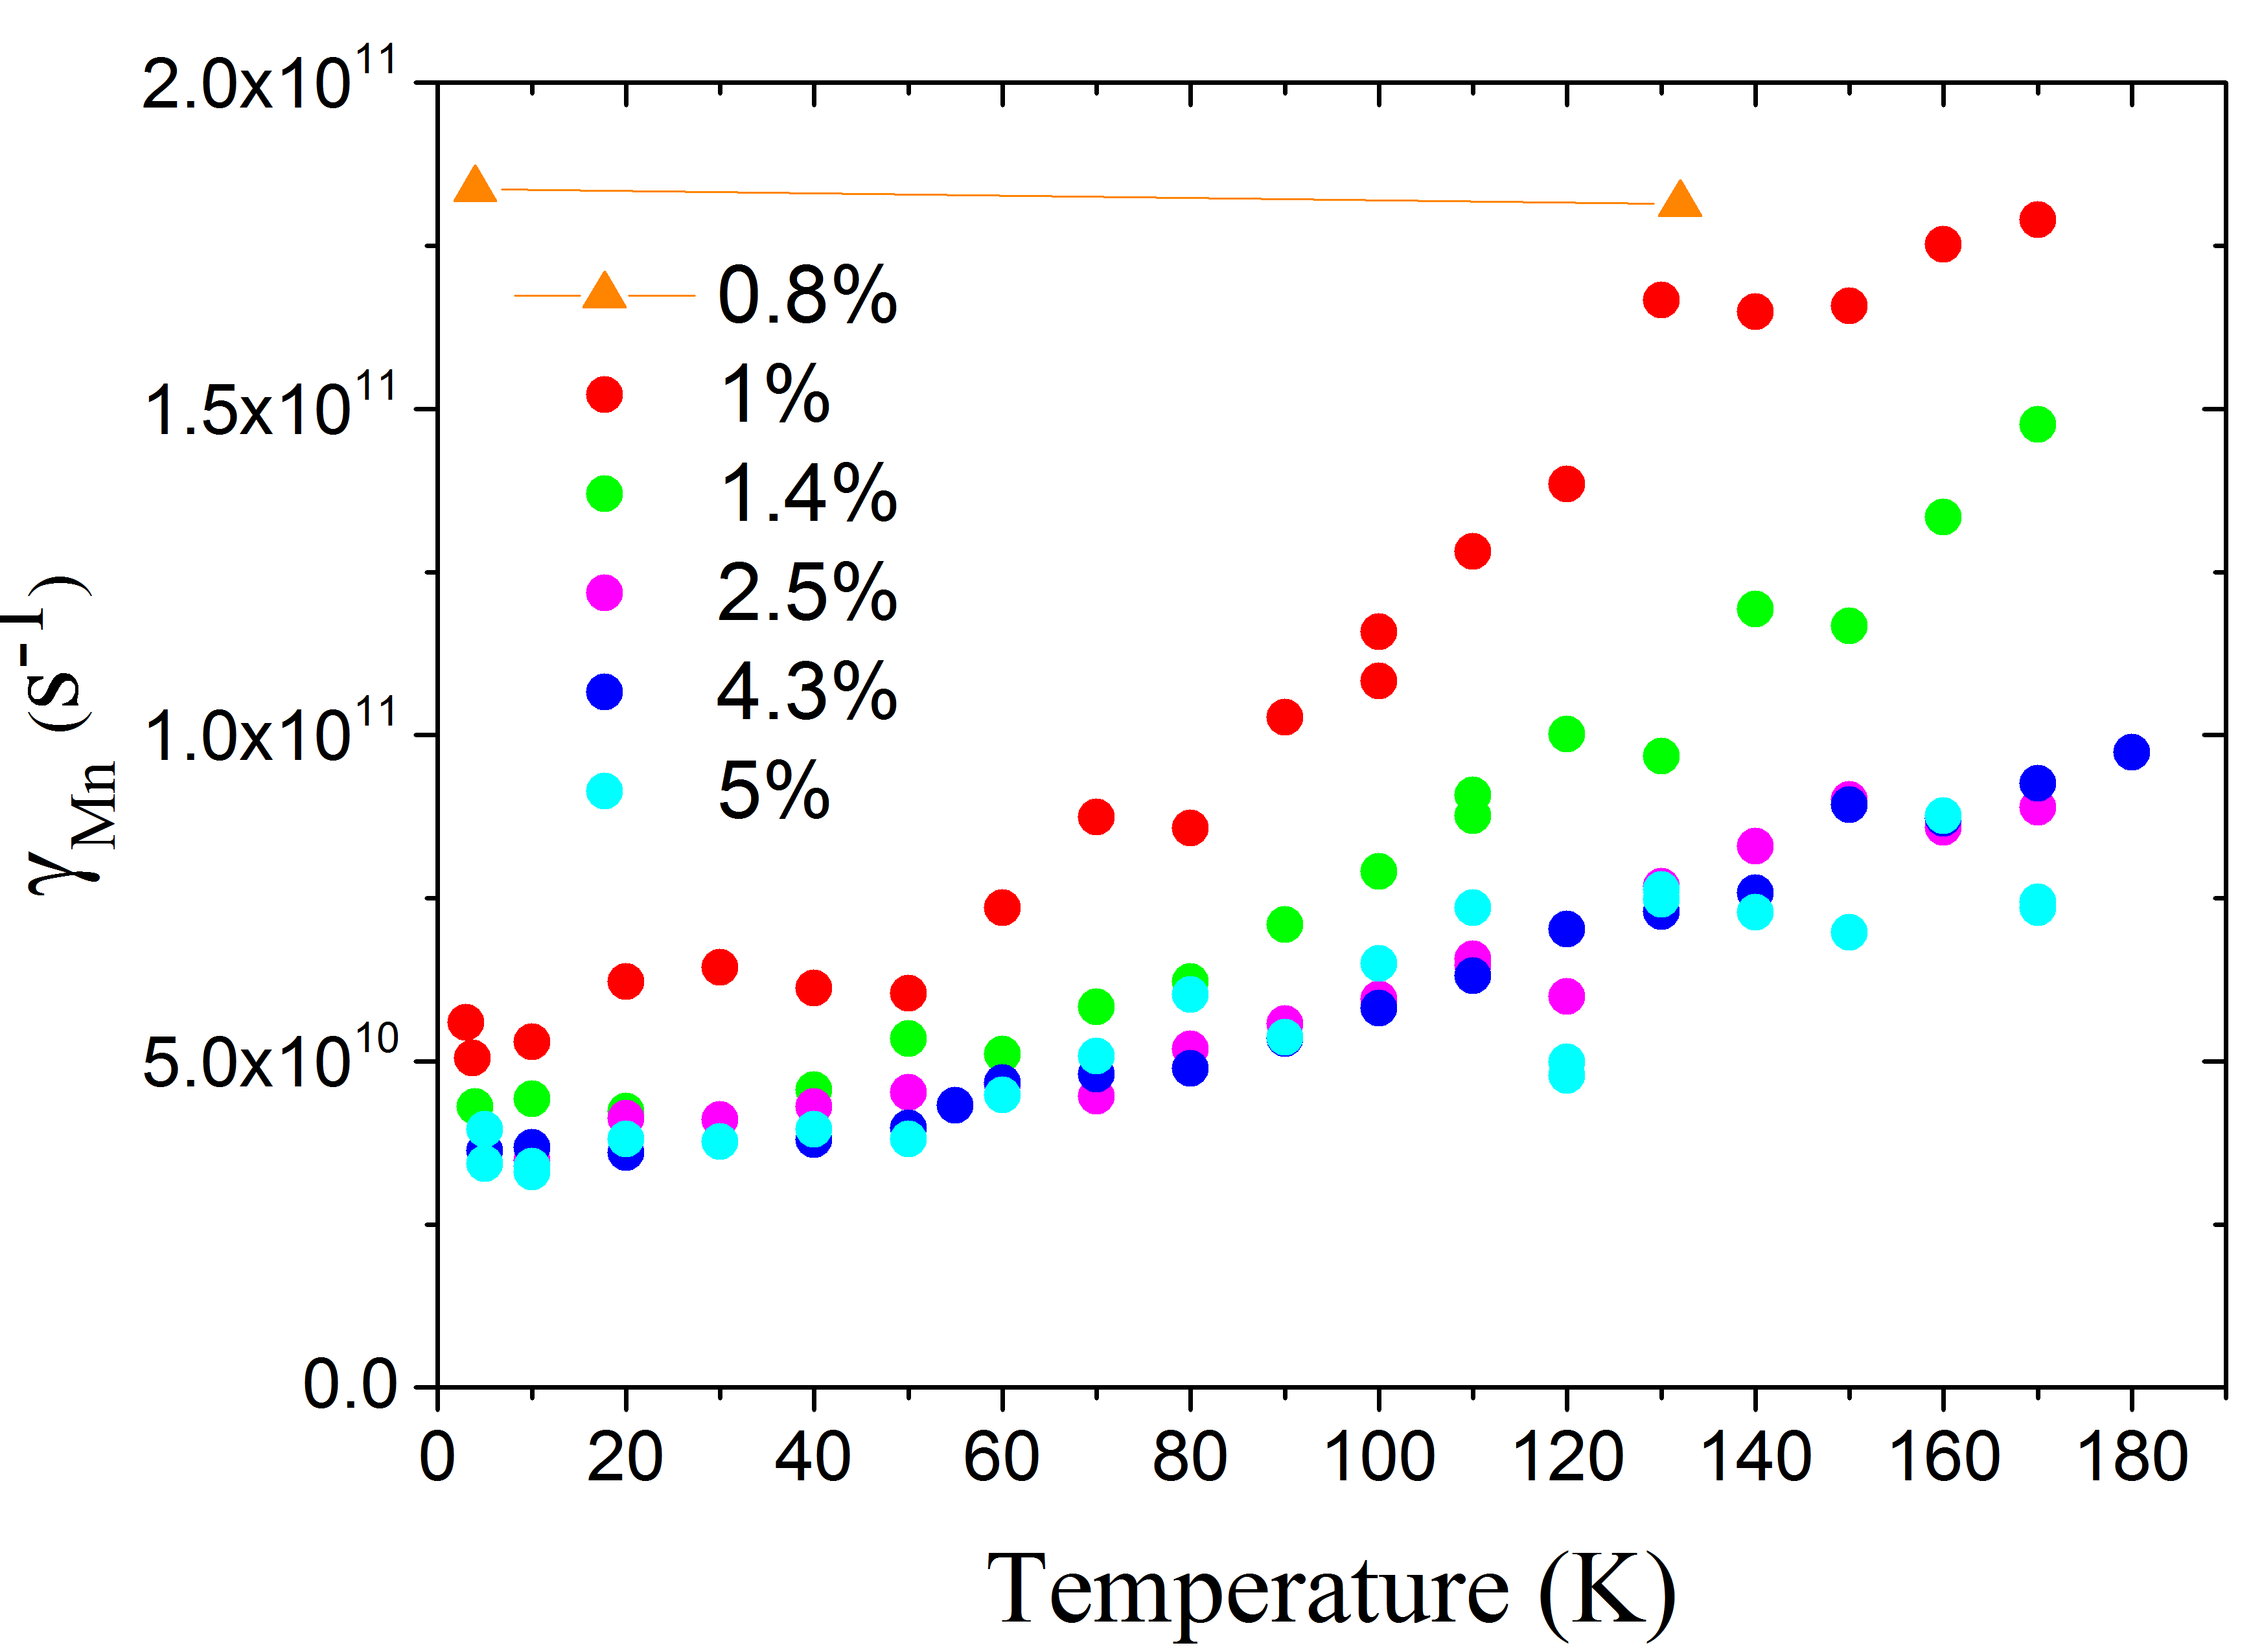 2.0x10¹¹
1.5x10¹¹
1.0x10¹¹
5.0x10¹⁰
0.0
γMn (s⁻¹)
0.8%
1%
1.4%
2.5%
4.3%
5%
0 20 40 60 80 100 120 140 160 180
Temperature (K)